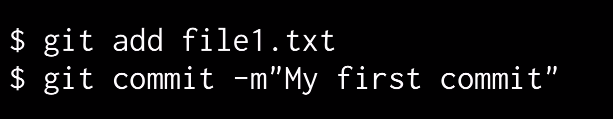 $ git add file1.txt
$ git commit -m"My first commit"